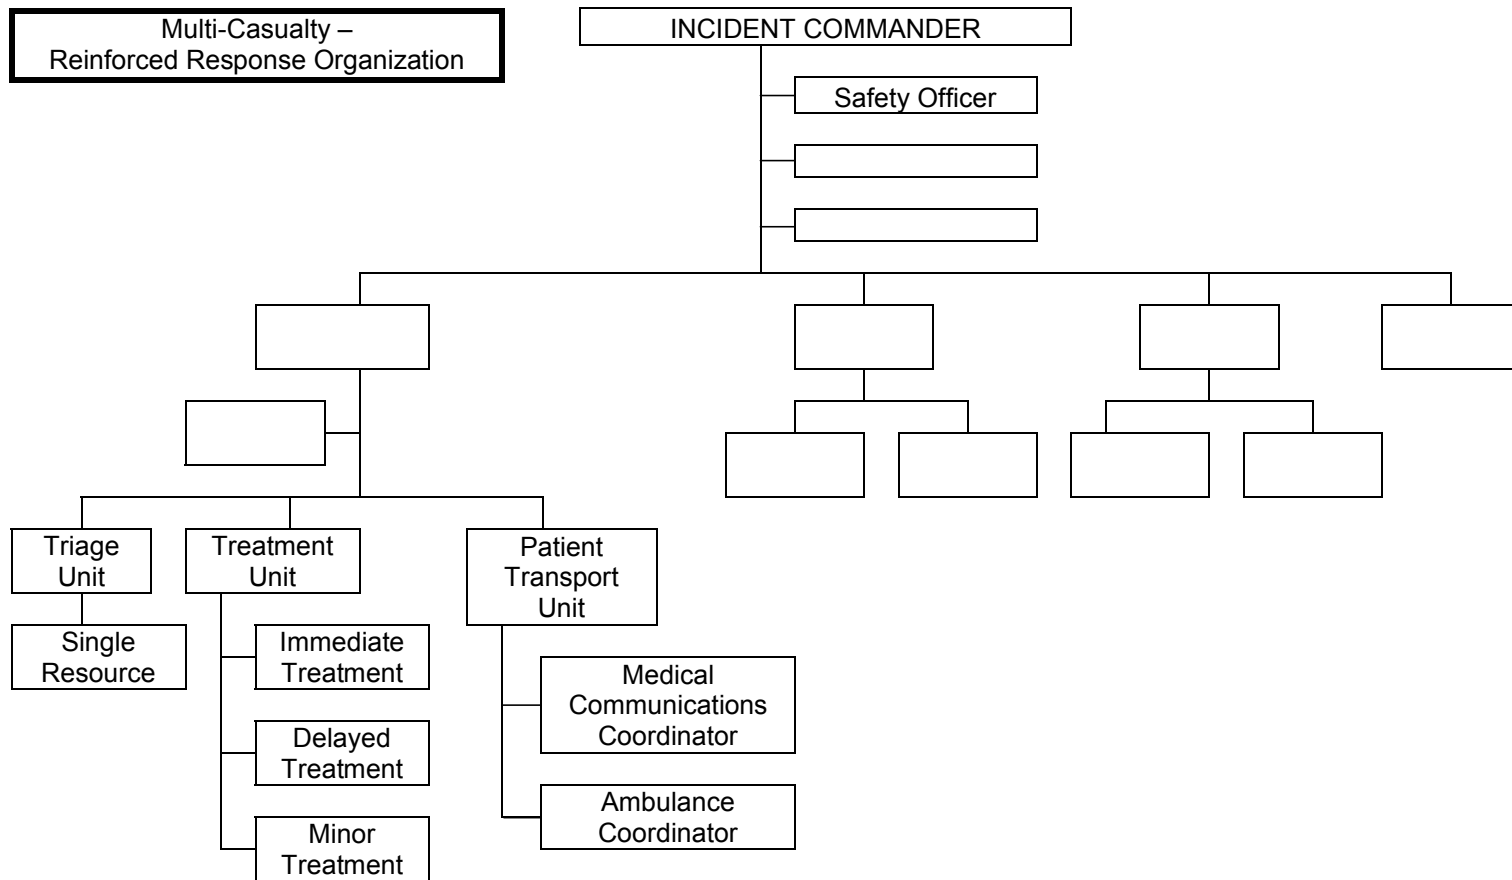 Multi-Casualty –
Reinforced Response Organization
INCIDENT COMMANDER
Safety Officer
Triage
Unit
Treatment
Unit
Patient
Transport
Unit
Single
Resource
Immediate
Treatment
Medical
Communications
Coordinator
Delayed
Treatment
Ambulance
Coordinator
Minor
Treatment